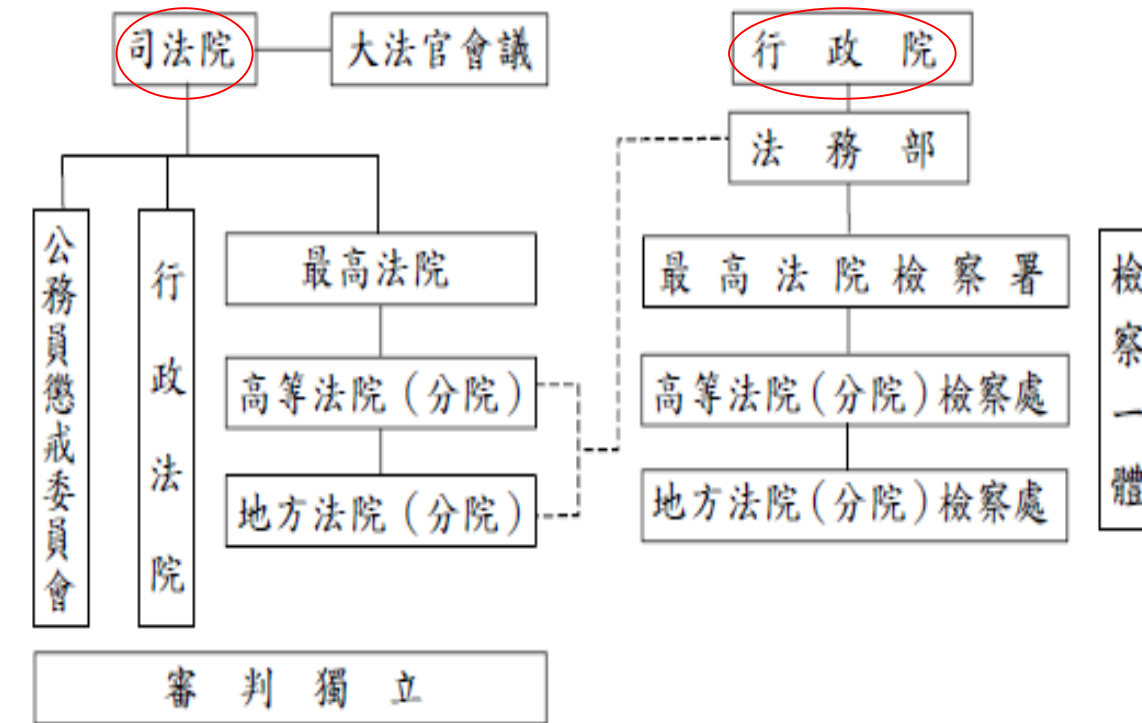 司法院
大法官會議
行政院
法務部
公務員懲戒委員會
行政法院
最高法院
高等法院(分院)
地方法院(分院)
最高法院檢察署
高等法院(分院)檢察處
地方法院(分院)檢察處
檢察一體
審判獨立